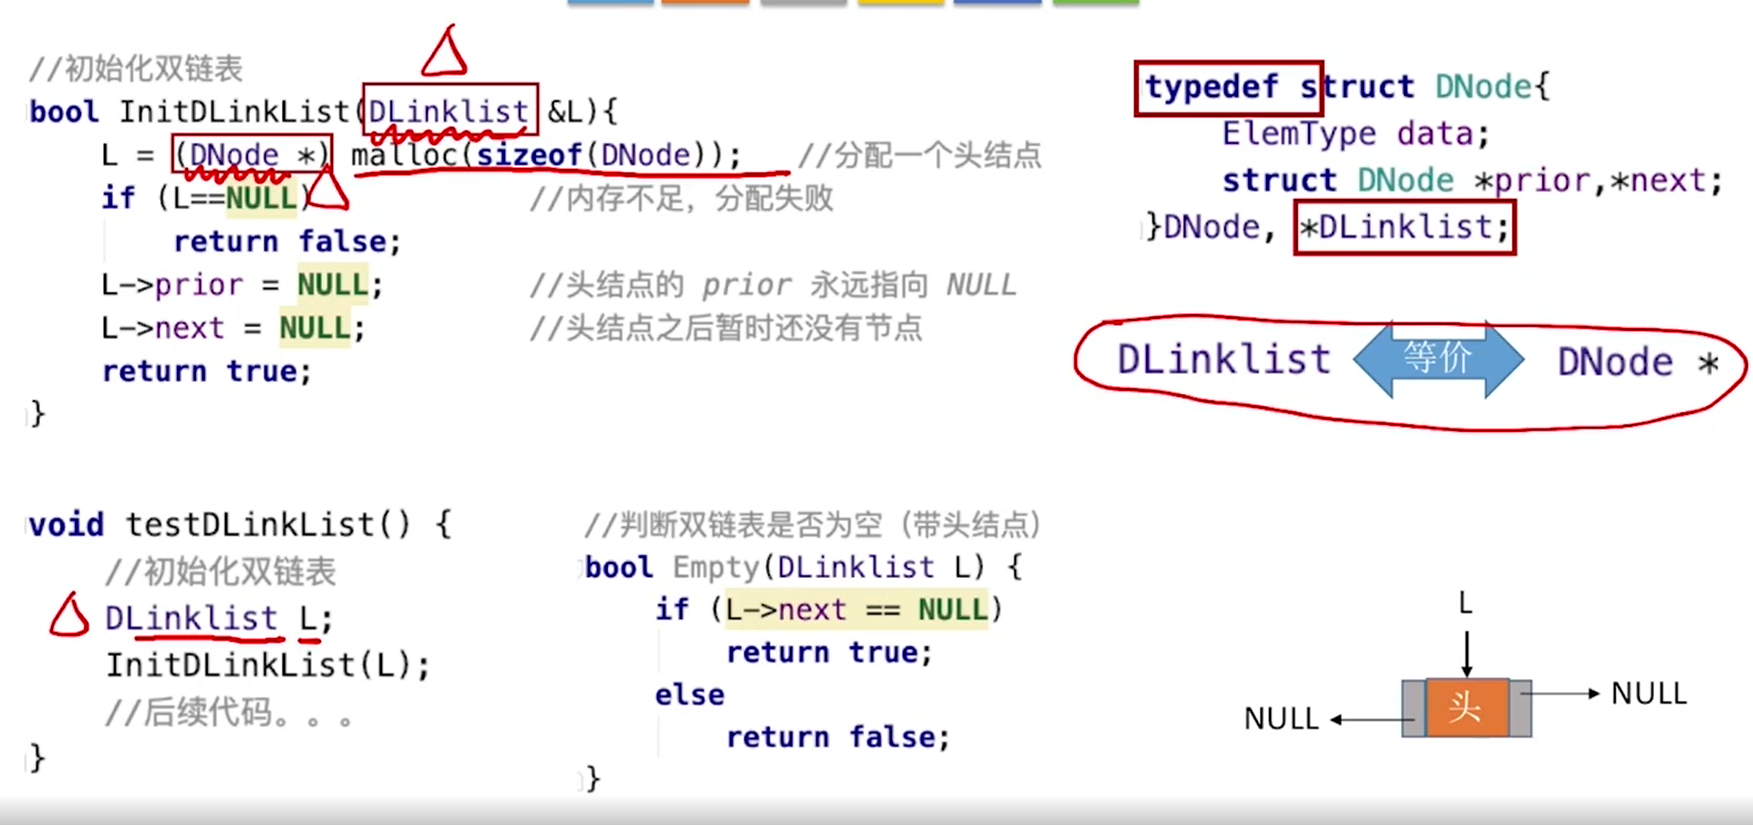 //初始化双链表
bool InitDLinkList(DLinklist &L){
L = (DNode *) malloc(sizeof(DNode)); //分配一个头结点
if (L==NULL) //内存不足，分配失败
return false;
L->prior = NULL; //头结点的 prior 永远指向 NULL
L->next = NULL; //头结点之后暂时还没有节点
return true;
}
typedef struct DNode{
ElemType data;
struct DNode *prior,*next;
}DNode, *DLinklist;
DLinklist 等价 DNode *
void testDLinkList() {
//初始化双链表
DLinklist L;
InitDLinkList(L);
//后续代码。。。
}
//判断双链表是否为空（带头结点）
bool Empty(DLinklist L) {
if (L->next == NULL)
return true;
else
return false;
}
L
NULL 头 NULL